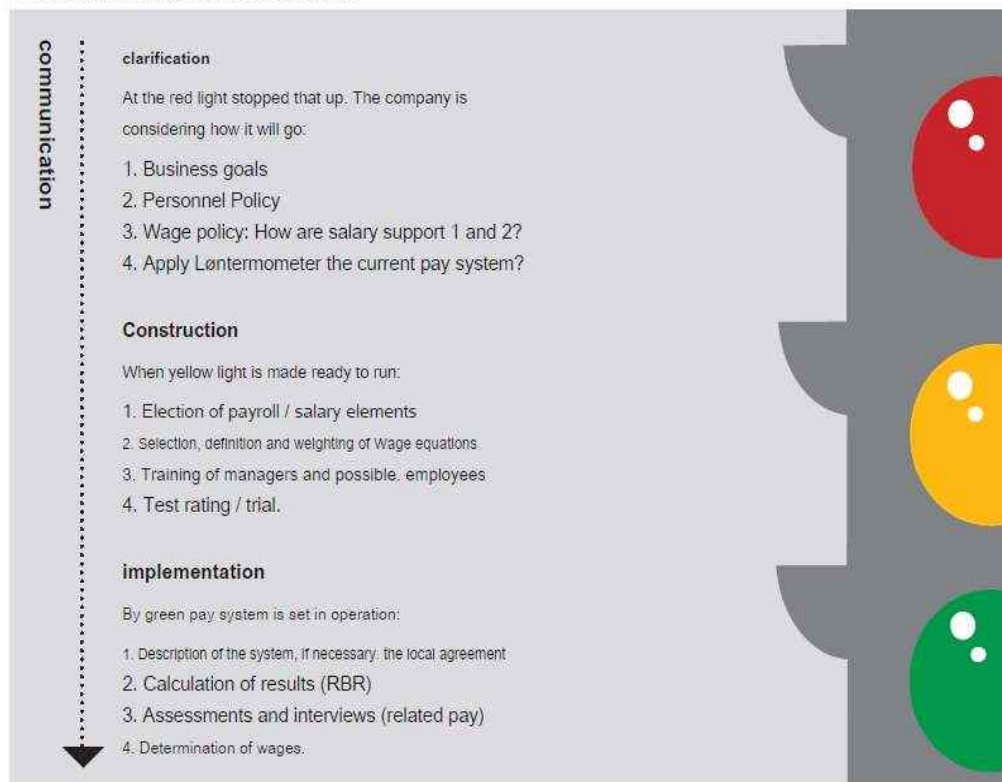 communication
clarification
At the red light stopped that up. The company is
considering how it will go:
1. Business goals
2. Personnel Policy
3. Wage policy: How are salary support 1 and 2?
4. Apply Løntermometer the current pay system?
Construction
When yellow light is made ready to run:
1. Election of payroll / salary elements
2. Selection, definition and weighting of Wage equations
3. Training of managers and possible. employees
4. Test rating / trial.
implementation
By green pay system is set in operation:
1. Description of the system, if necessary. the local agreement
2. Calculation of results (RBR)
3. Assessments and interviews (related pay)
4. Determination of wages.